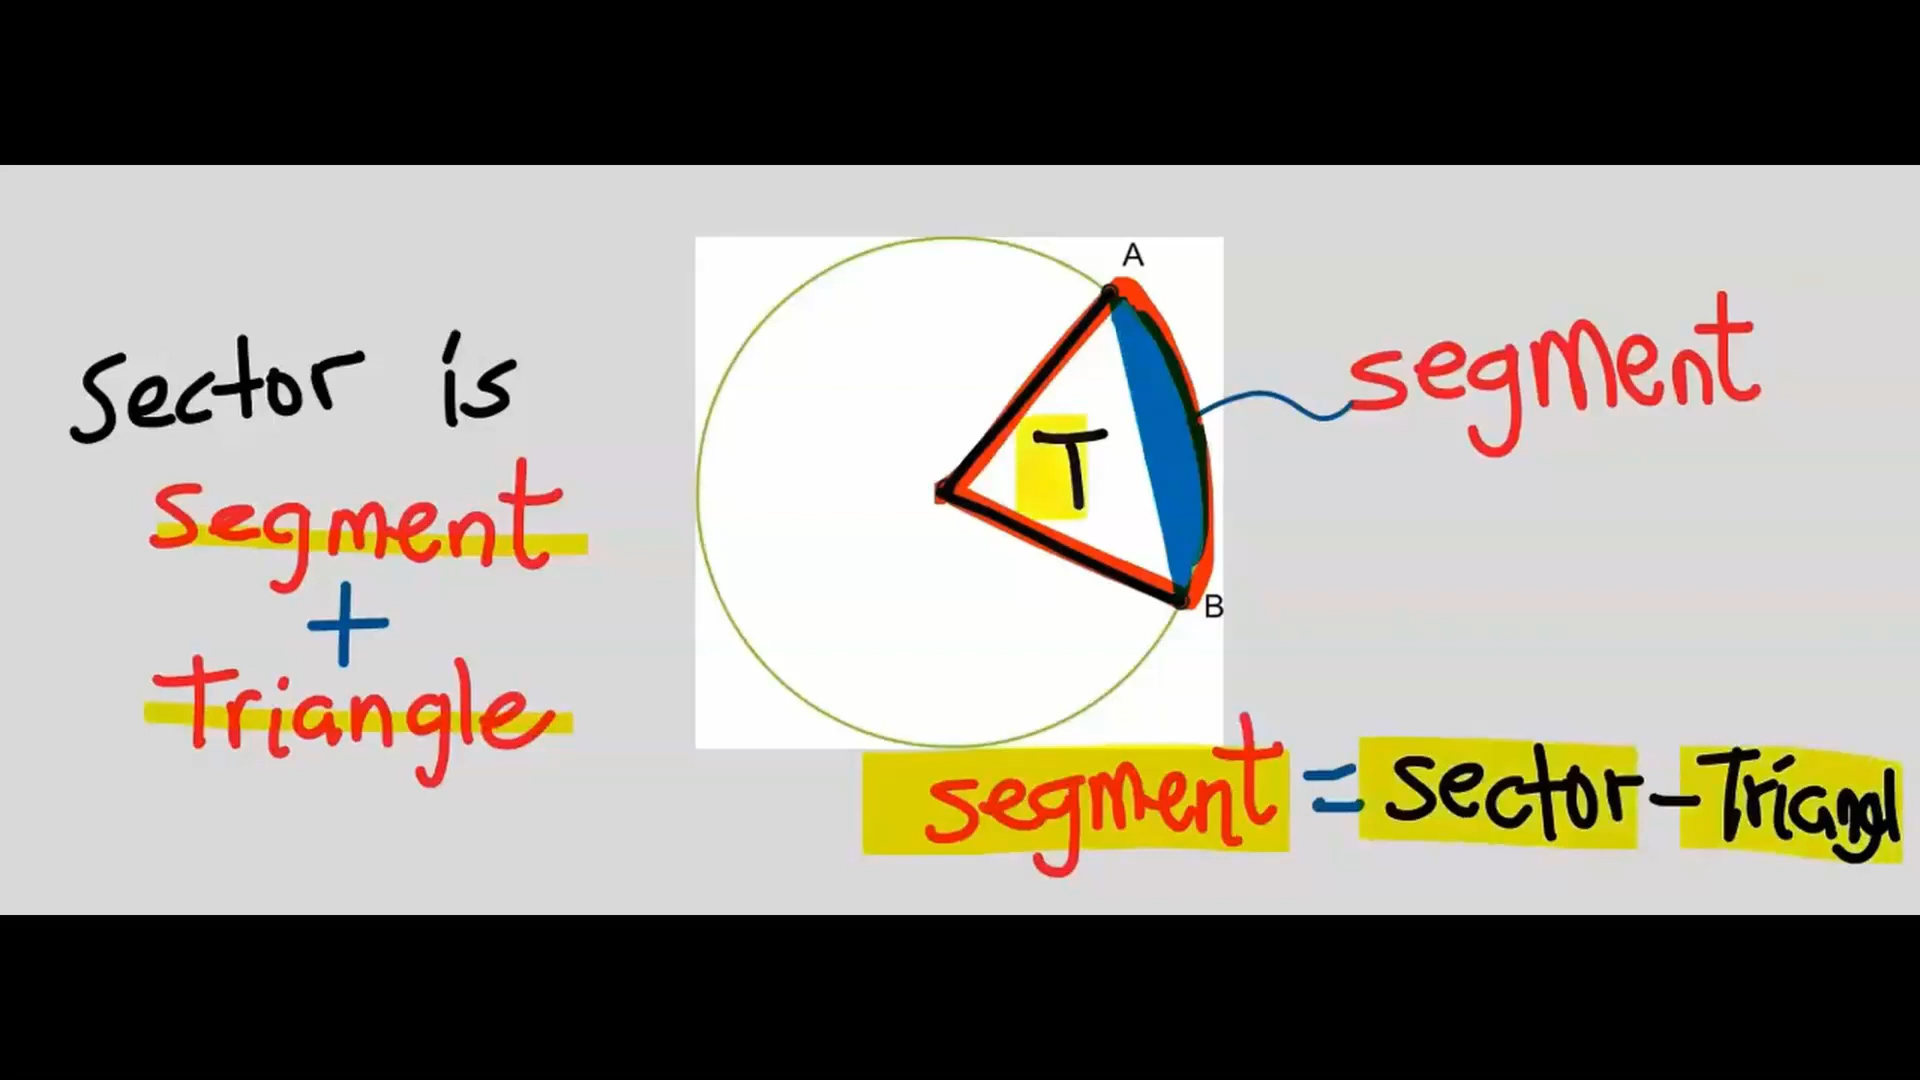 Sector is
segment
+
Triangle
A
T
B
segment
segment = sector - Triangl